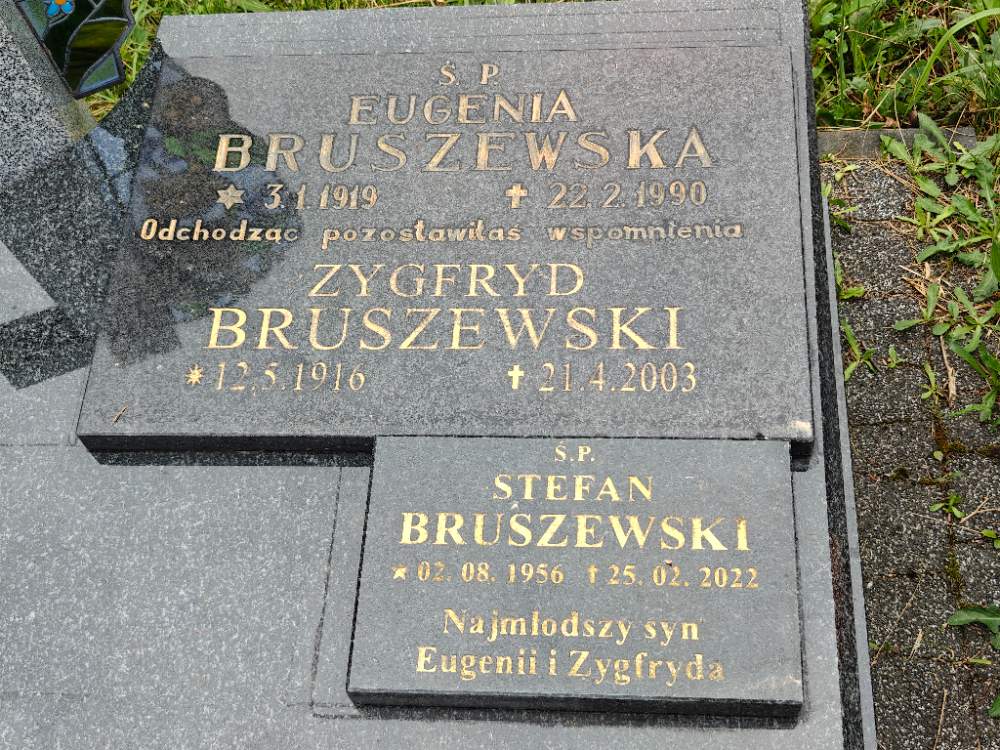 Ś. P.
EUGENIA
BRUSZEWSKA
3.1.1919 22.2.1990
Odchodząc pozostawiłaś wspomnienia
ZYGFRYD
BRUSZEWSKI
12.5.1916 21.4.2003
Ś.P.
STEFAN
BRUSZEWSKI
02.08.1956 25.02.2022
Najmłodszy syn
Eugenii i Zygfryda